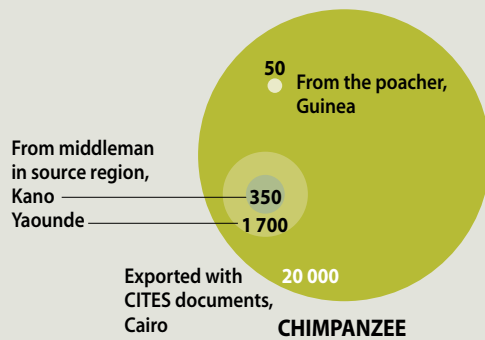 50
From the poacher,
Guinea
From middleman
in source region,
Kano
350
Yaounde
1 700
Exported with
CITES documents,
Cairo
20 000
CHIMPANZEE